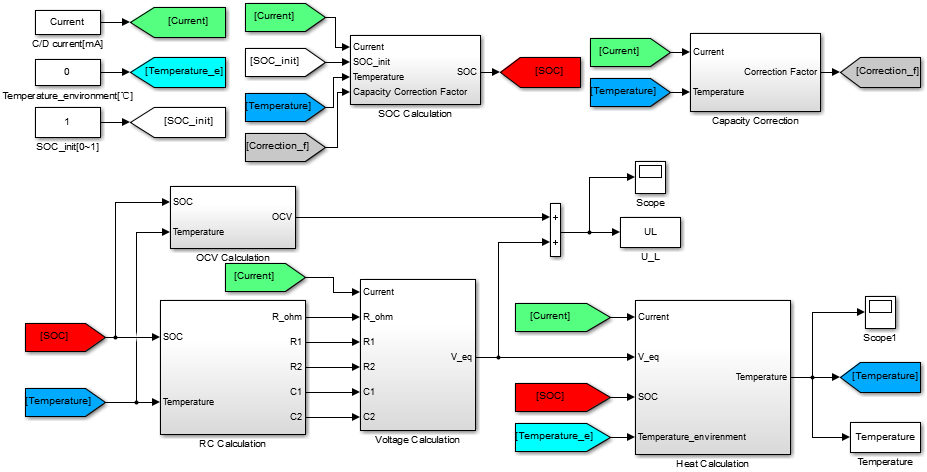 Current
C/D current[mA]
[Current]
0
Temperature_environment[℃]
[Temperature_e]
1
SOC_init[0~1]
[SOC_init]
[Current]
[SOC_init]
[Temperature]
[Correction_f]
Current
SOC_init
Temperature
Capacity Correction Factor
SOC
SOC Calculation
[SOC]
[Current]
[Temperature]
Current
Temperature
Correction Factor
Capacity Correction
[Correction_f]
SOC
Temperature
OCV
OCV Calculation
Scope
UL
U_L
[SOC]
[Temperature]
SOC
Temperature
R_ohm
R1
R2
C1
C2
RC Calculation
[Current]
Current
R_ohm
R1
R2
C1
C2
V_eq
Voltage Calculation
[Current]
[SOC]
[Temperature_e]
Current
V_eq
SOC
Temperature_envirenment
Temperature
Heat Calculation
Scope1
[Temperature]
Temperature
Temperature